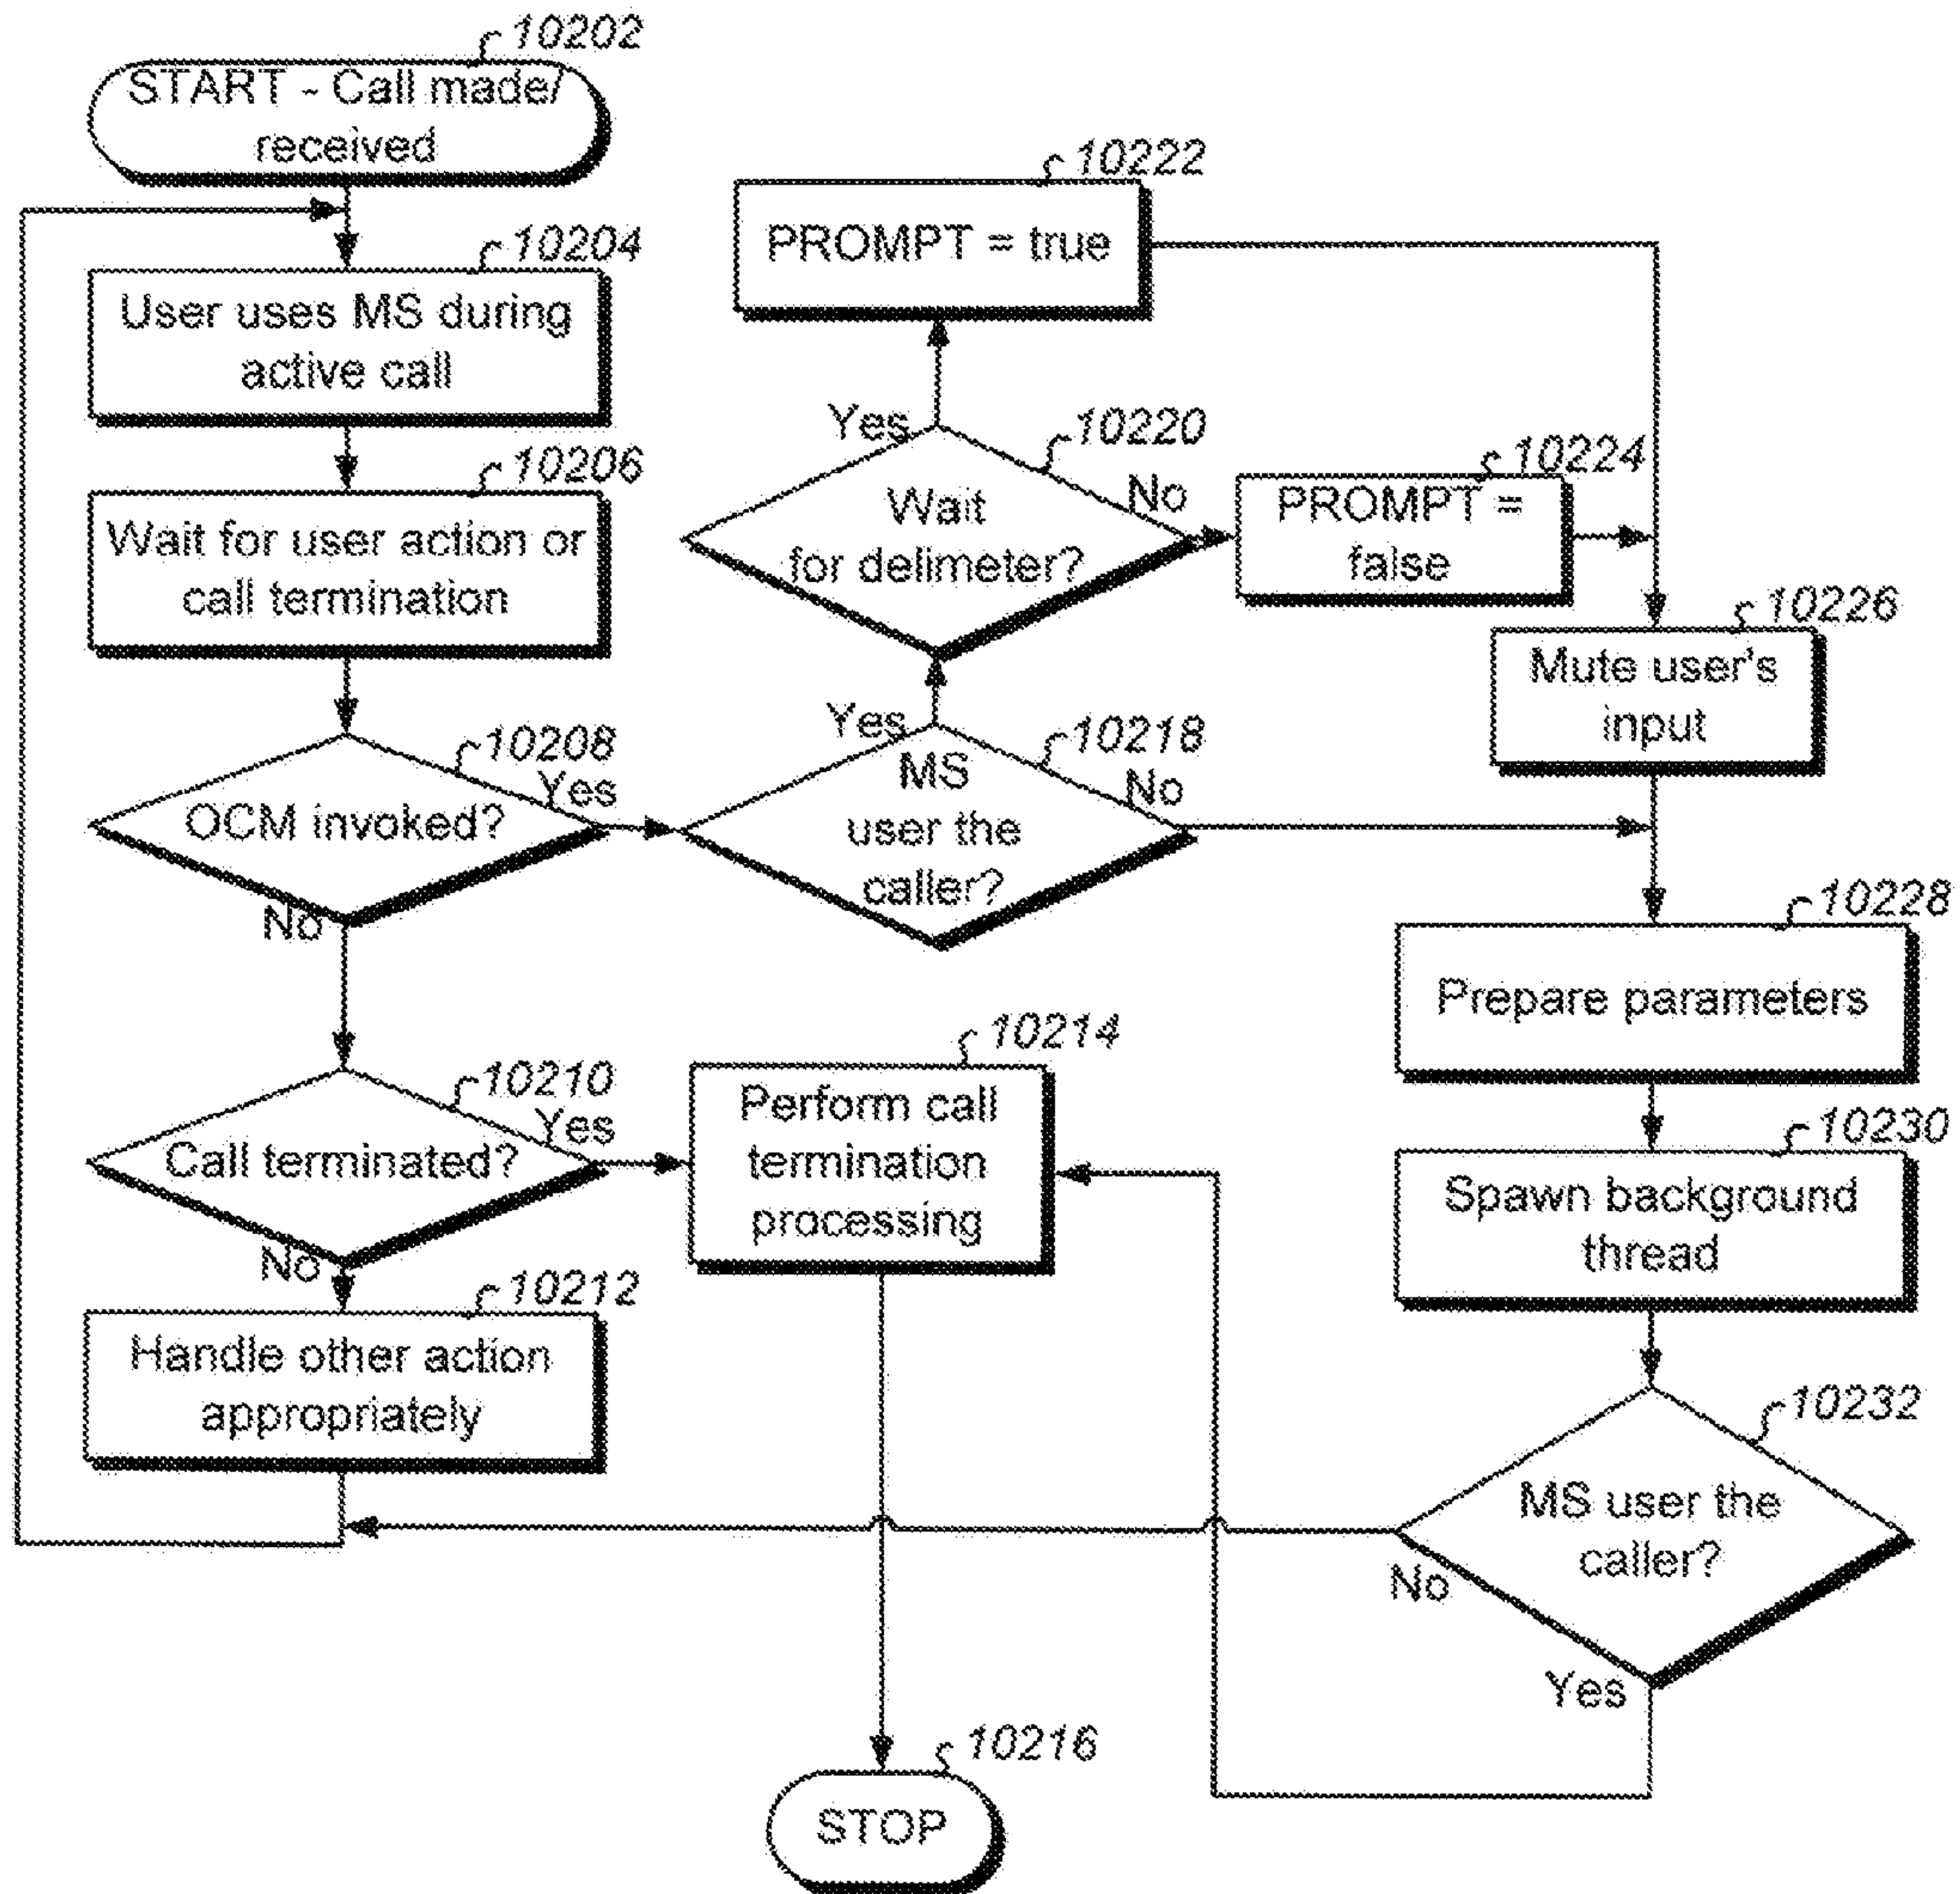 10202
START - Call made/
received
10204
User uses MS during
active call
10206
Wait for user action or
call termination
10208
OCM invoked?
Yes
No
10210
Call terminated?
Yes
No
10212
Handle other action
appropriately
10214
Perform call
termination
processing
10216
STOP
10218
MS
user the
caller?
Yes
No
10220
Wait
for delimeter?
Yes
No
10222
PROMPT = true
10224
PROMPT =
false
10226
Mute user's
input
10228
Prepare parameters
10230
Spawn background
thread
10232
MS user the
caller?
No
Yes